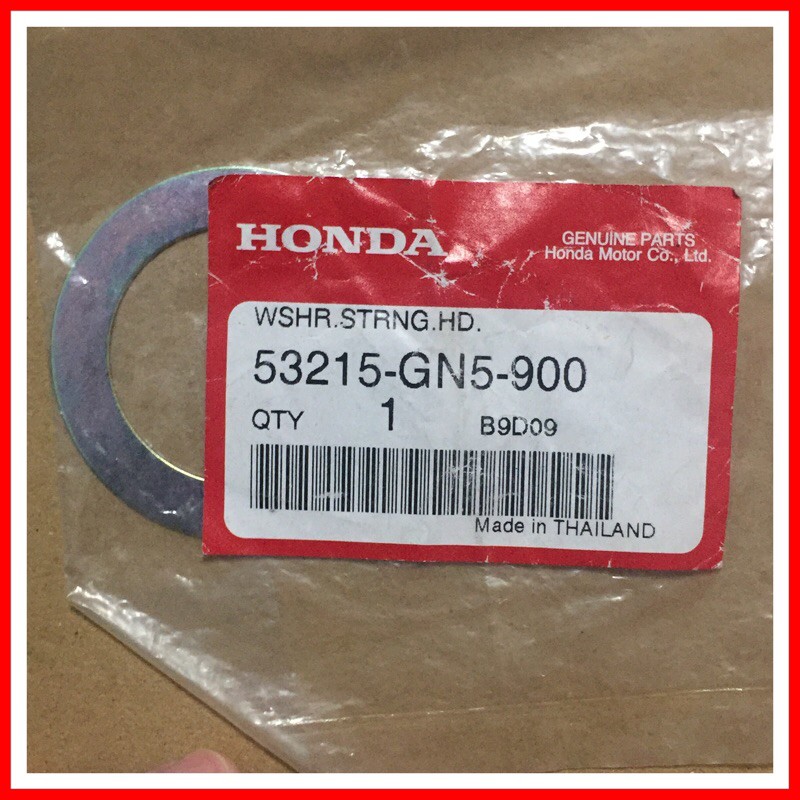 HONDA
GENUINE PARTS
Honda Motor Co., Ltd.
WSHR.STRNG.HD.
53215-GN5-900
QTY 1 B9D09
Made in THAILAND